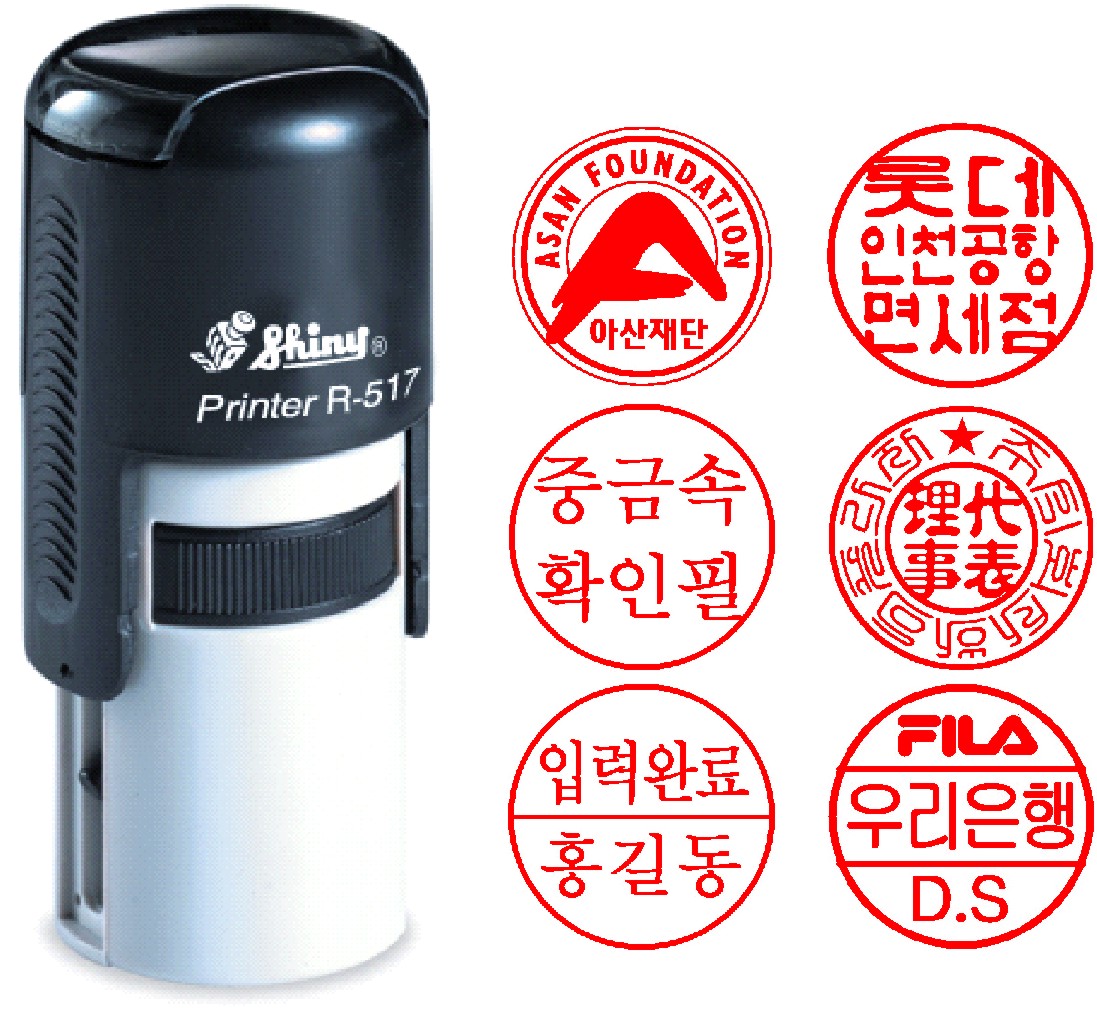 Shiny®
Printer R-517
ASAN FOUNDATION
아산재단
롯데
인천공항
면세점
중금속
확인필
代表
理事
입력완료
홍길동
FILA
우리은행
D.S